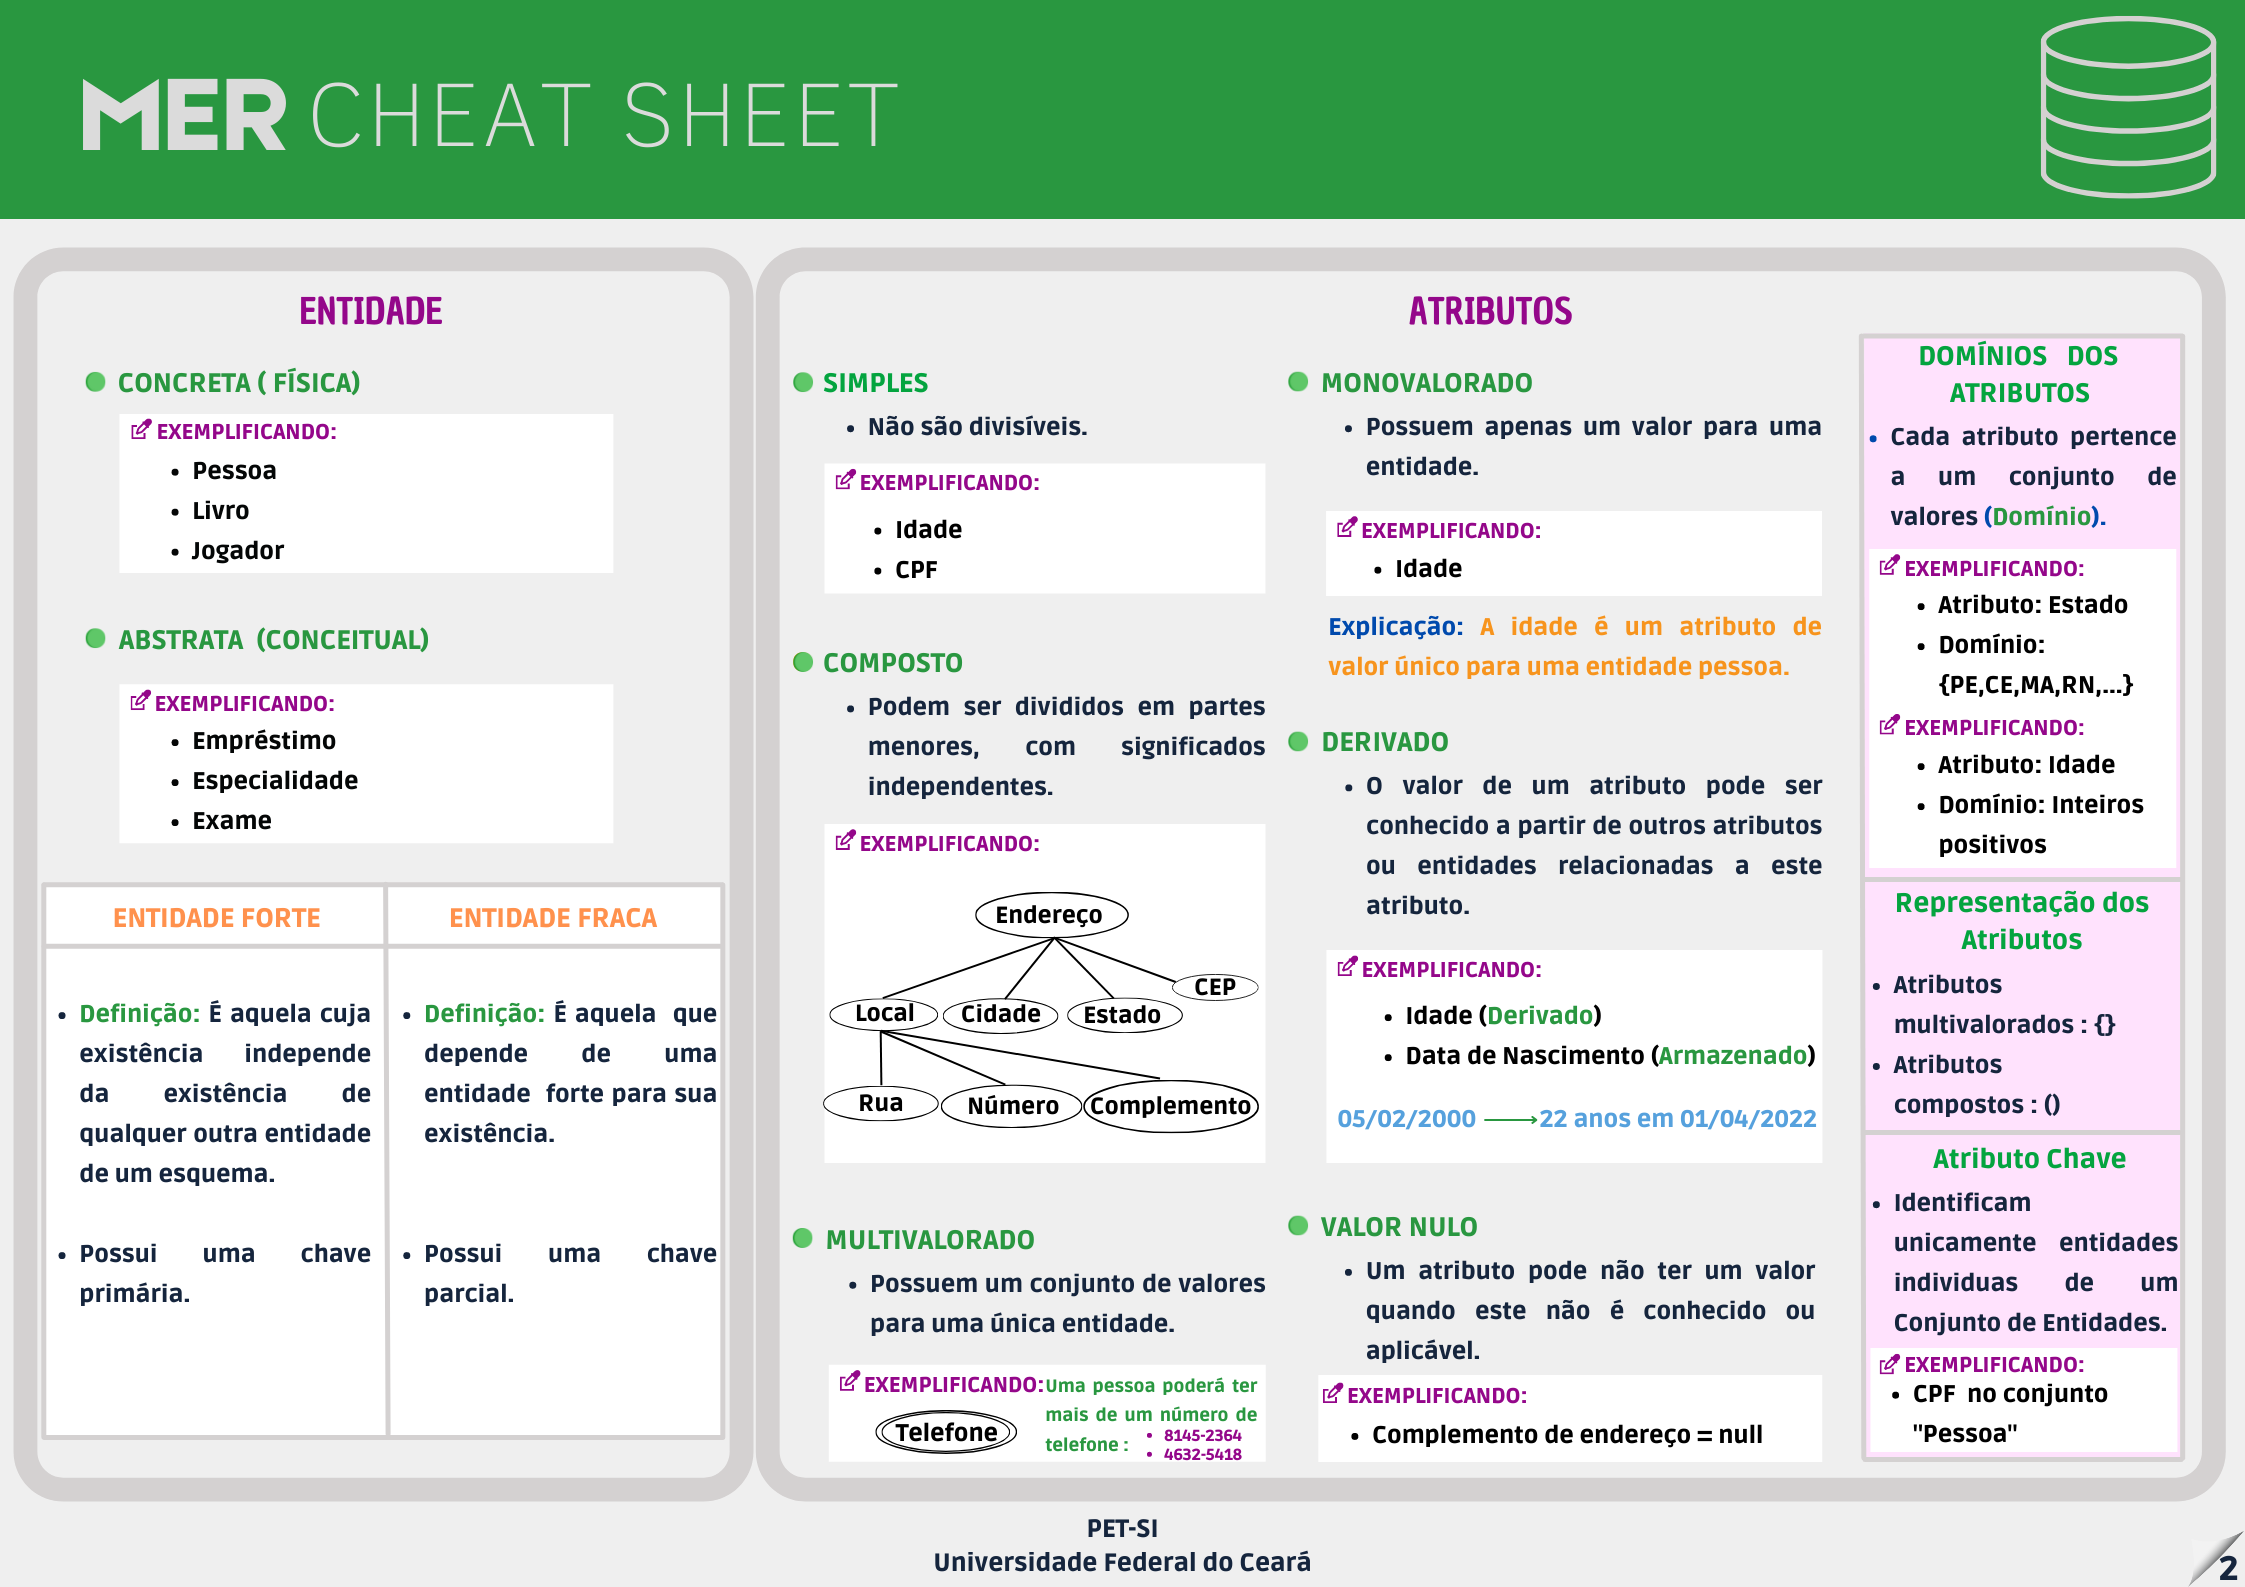 MER CHEAT SHEET
ENTIDADE
CONCRETA ( FÍSICA)
EXEMPLIFICANDO:
• Pessoa
• Livro
• Jogador
ABSTRATA (CONCEITUAL)
EXEMPLIFICANDO:
• Empréstimo
• Especialidade
• Exame
ENTIDADE FORTE
• Definição: É aquela cuja
existência independe
da existência de
qualquer outra entidade
de um esquema.
• Possui uma chave
primária.
ENTIDADE FRACA
• Definição: É aquela que
depende de uma
entidade forte para sua
existência.
• Possui uma chave
parcial.
ATRIBUTOS
SIMPLES
• Não são divisíveis.
EXEMPLIFICANDO:
• Idade
• CPF
COMPOSTO
• Podem ser divididos em partes
menores, com significados
independentes.
EXEMPLIFICANDO:
Endereço
CEP
Local
Cidade
Estado
Rua
Número
Complemento
MULTIVALORADO
• Possuem um conjunto de valores
para uma única entidade.
EXEMPLIFICANDO:
Telefone
Uma pessoa poderá ter
mais de um número de
telefone :
• 8145-2364
• 4632-5418
MONOVALORADO
• Possuem apenas um valor para uma
entidade.
EXEMPLIFICANDO:
• Idade
Explicação: A idade é um atributo de
valor único para uma entidade pessoa.
DERIVADO
• O valor de um atributo pode ser
conhecido a partir de outros atributos
ou entidades relacionadas a este
atributo.
EXEMPLIFICANDO:
• Idade (Derivado)
• Data de Nascimento (Armazenado)
05/02/2000 ⟶ 22 anos em 01/04/2022
VALOR NULO
• Um atributo pode não ter um valor
quando este não é conhecido ou
aplicável.
EXEMPLIFICANDO:
• Complemento de endereço = null
DOMÍNIOS DOS
ATRIBUTOS
• Cada atributo pertence
a um conjunto de
valores (Domínio).
EXEMPLIFICANDO:
• Atributo: Estado
• Domínio:
{PE,CE,MA,RN,...}
EXEMPLIFICANDO:
• Atributo: Idade
• Domínio: Inteiros
positivos
Representação dos
Atributos
• Atributos
multivalorados : {}
• Atributos
compostos : ()
Atributo Chave
• Identificam
unicamente entidades
individuas de um
Conjunto de Entidades.
EXEMPLIFICANDO:
• CPF no conjunto
"Pessoa"
PET-SI
Universidade Federal do Ceará
2